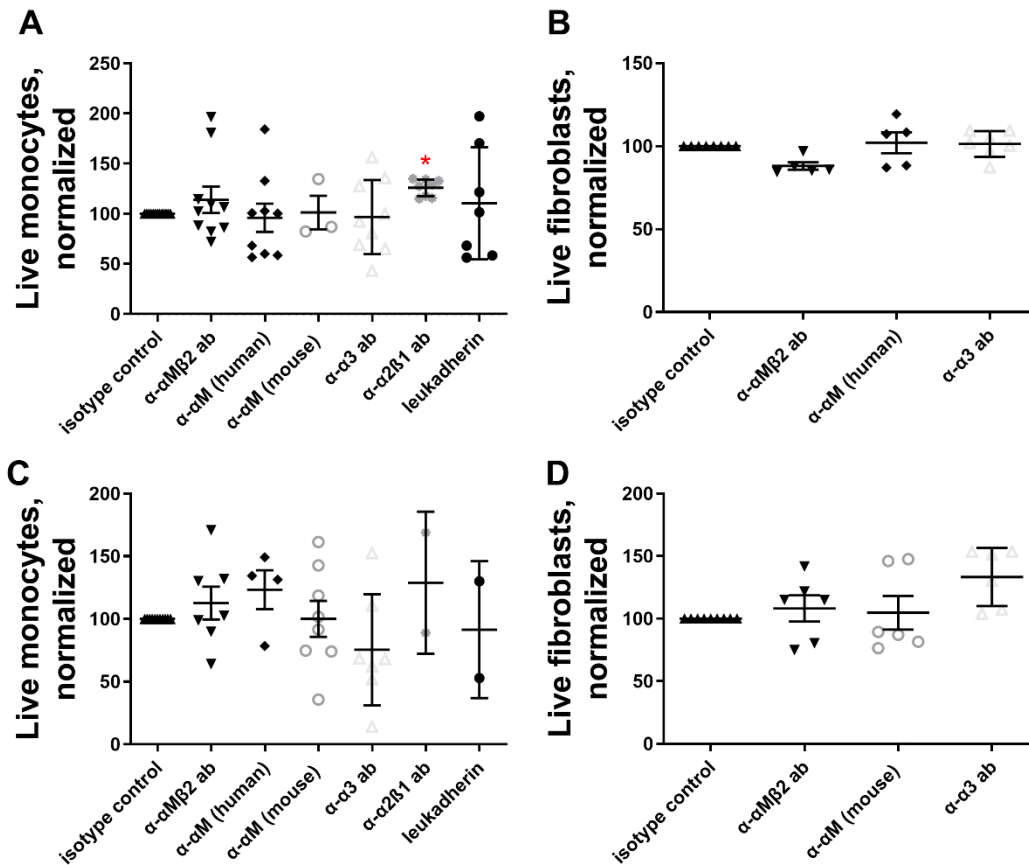 A
Live monocytes,
normalized
250
200
150
100
50
0
*
isotype control
α-αMβ2 ab
α-αM (human)
α-αM (mouse)
α-α3 ab
α-α2ß1 ab
leukadherin
B
Live fibroblasts,
normalized
150
100
50
0
isotype control
α-αMβ2 ab
α-αM (human)
α-α3 ab
C
Live monocytes,
normalized
200
150
100
50
0
isotype control
α-αMβ2 ab
α-αM (human)
α-αM (mouse)
α-α3 ab
α-α2ß1 ab
leukadherin
D
Live fibroblasts,
normalized
200
150
100
50
0
isotype control
α-αMβ2 ab
α-αM (mouse)
α-α3 ab